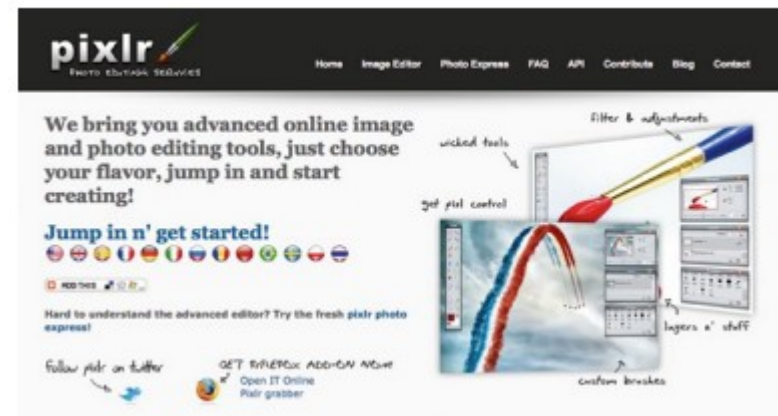 pixlr
PHOTO EDITING SERVICES
Home Image Editor Photo Express FAQ API Contribute Blog Contact
We bring you advanced online image
and photo editing tools, just choose
your flavor, jump in and start
creating!
Jump in n' get started!
ADD THIS
Hard to understand the advanced editor? Try the fresh pixlr photo
express!
Follow pixlr on twitter
GET FIREFOX ADD-ON NOW!
Open IT Online
Pixlr grabber
filter & adjustments
wicked tools
get pixl control
layers n' stuff
custom brushes